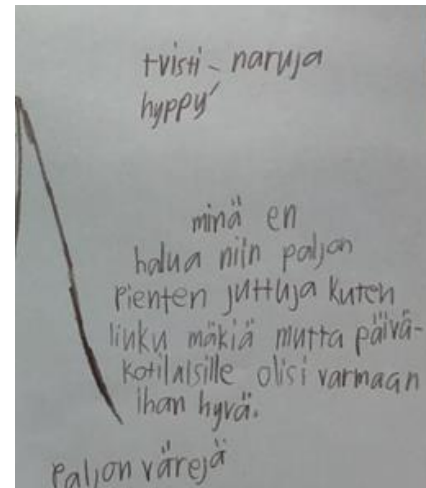 tvisti- naruja
hyppy
minä en
halua niin paljon
pienten juttuja kuten
liuku mäkiä mutta päivä-
kotilaisille olisi varmaan
ihan hyvä.
paljon värejä